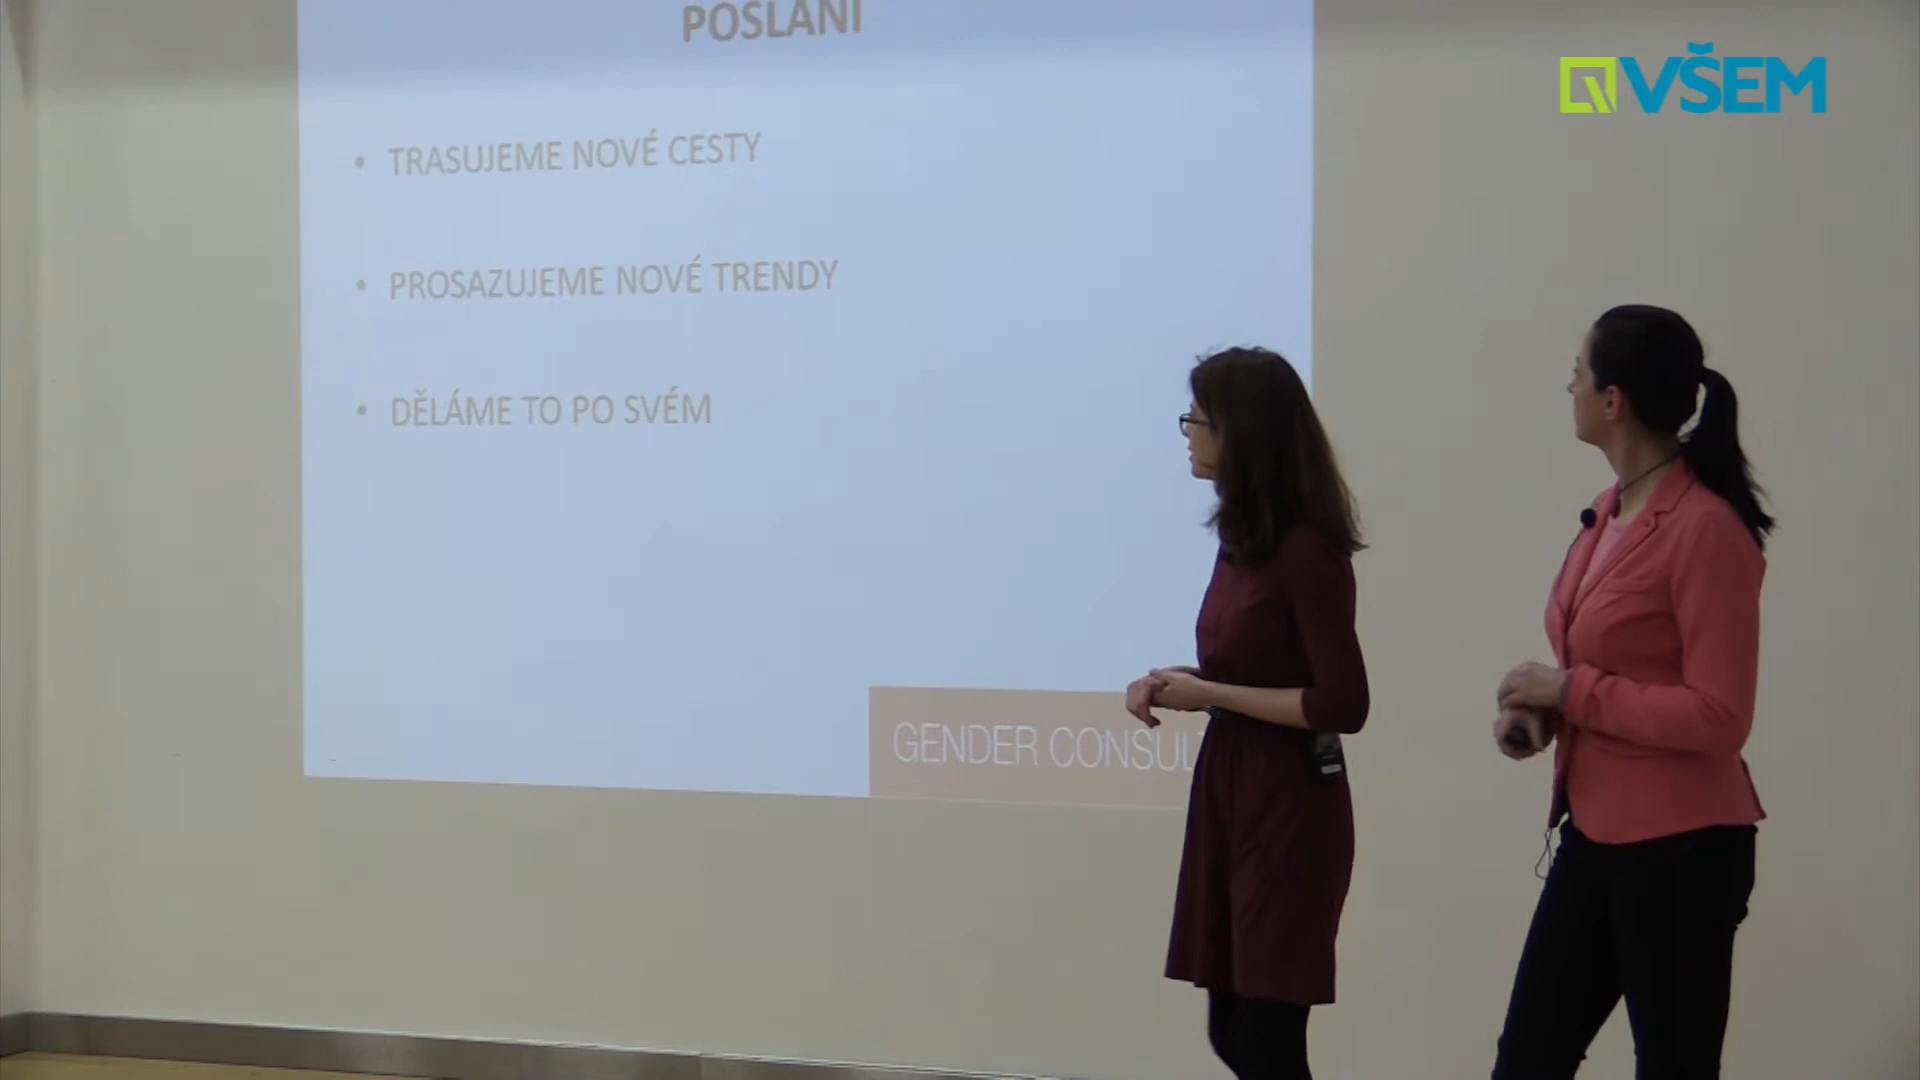 POSLÁNÍ
VŠEM
• TRASUJEME NOVÉ CESTY
• PROSAZUJEME NOVÉ TRENDY
• DĚLÁME TO PO SVÉM
GENDER CONSUL